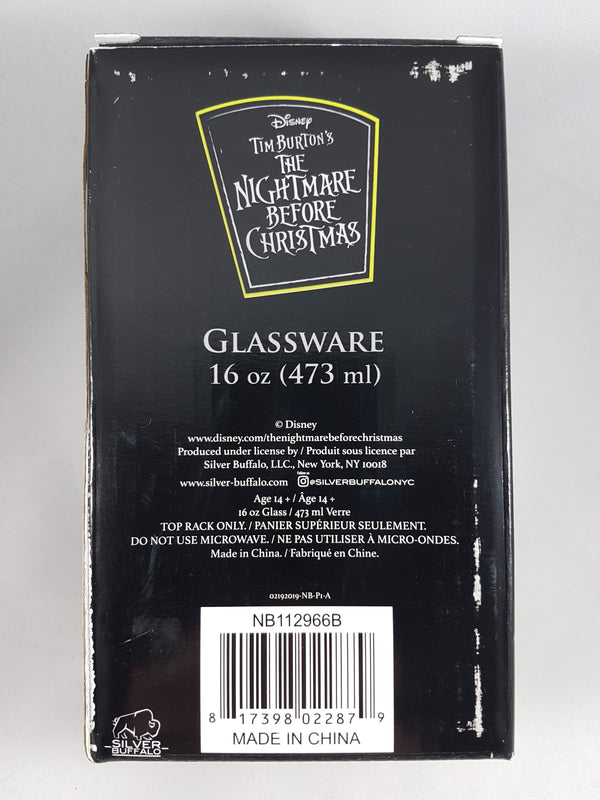 Disney
Tim Burton's
THE
NIGHTMARE
BEFORE
CHRISTMAS
GLASSWARE
16 oz (473 ml)
© Disney
www.disney.com/thenightmarebeforechristmas
Produced under license by / Produit sous licence par
Silver Buffalo, LLC., New York, NY 10018
Follow us
www.silver-buffalo.com @SILVERBUFFALONYC
Age 14 + / Âge 14 +
16 oz Glass / 473 ml Verre
TOP RACK ONLY. / PANIER SUPÉRIEUR SEULEMENT.
DO NOT USE MICROWAVE. / NE PAS UTILISER À MICRO-ONDES.
Made in China. / Fabriqué en Chine.
02192019-NB-P1-A
NB112966B
8 17398 02287 9
MADE IN CHINA
SILVER
BUFFALO